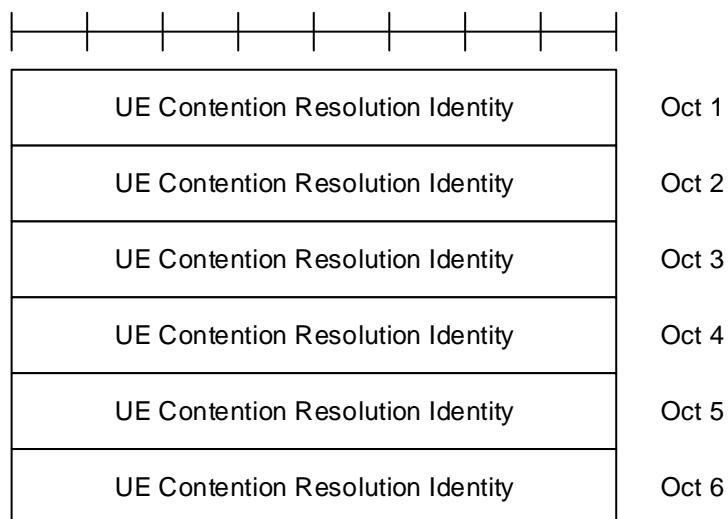 UE Contention Resolution Identity Oct 1
UE Contention Resolution Identity Oct 2
UE Contention Resolution Identity Oct 3
UE Contention Resolution Identity Oct 4
UE Contention Resolution Identity Oct 5
UE Contention Resolution Identity Oct 6